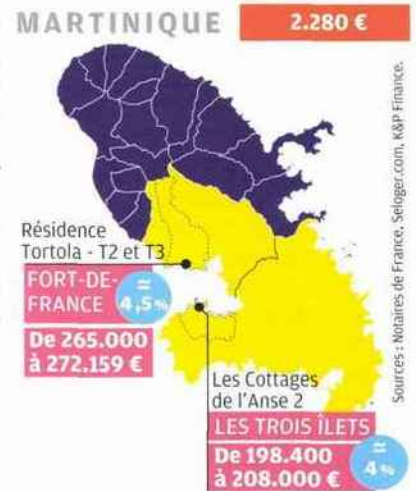 MARTINIQUE
2.280 €
Résidence
Tortola - T2 et T3
FORT-DE-
FRANCE
≃
4,5%
De 265.000
à 272.159 €
Les Cottages
de l'Anse 2
LES TROIS ÎLETS
De 198.400
à 208.000 €
≃
4%
Sources : Notaires de France, Seloger.com, K&P Finance.